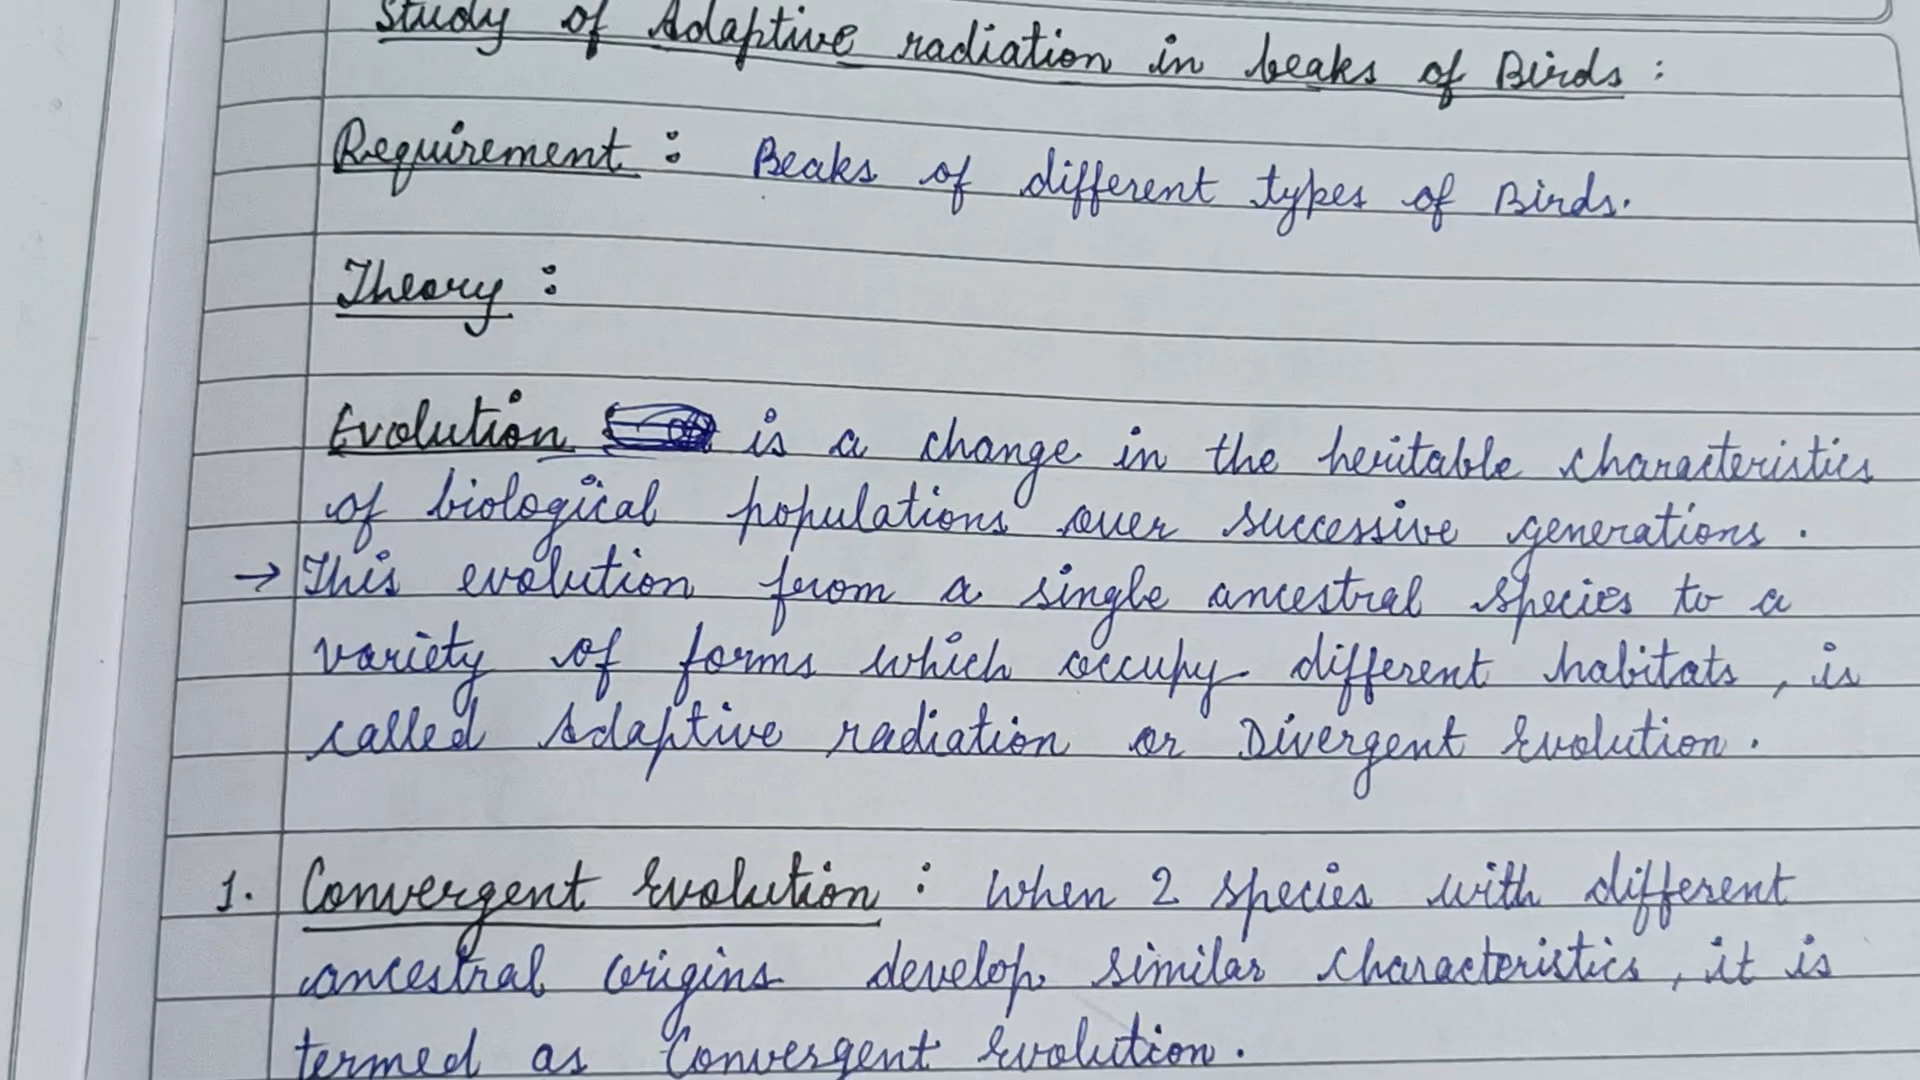 Study of Adaptive radiation in beaks of Birds :
Requirement : Beaks of different types of Birds.
Theory :
Evolution is a change in the heritable characteristics
of biological populations over successive generations.
→ This evolution from a single ancestral species to a
variety of forms which occupy different habitats, is
called Adaptive radiation or Divergent Evolution.
1. Convergent Evolution : When 2 species with different
ancestral origins develop similar characteristics, it is
termed as Convergent Evolution.